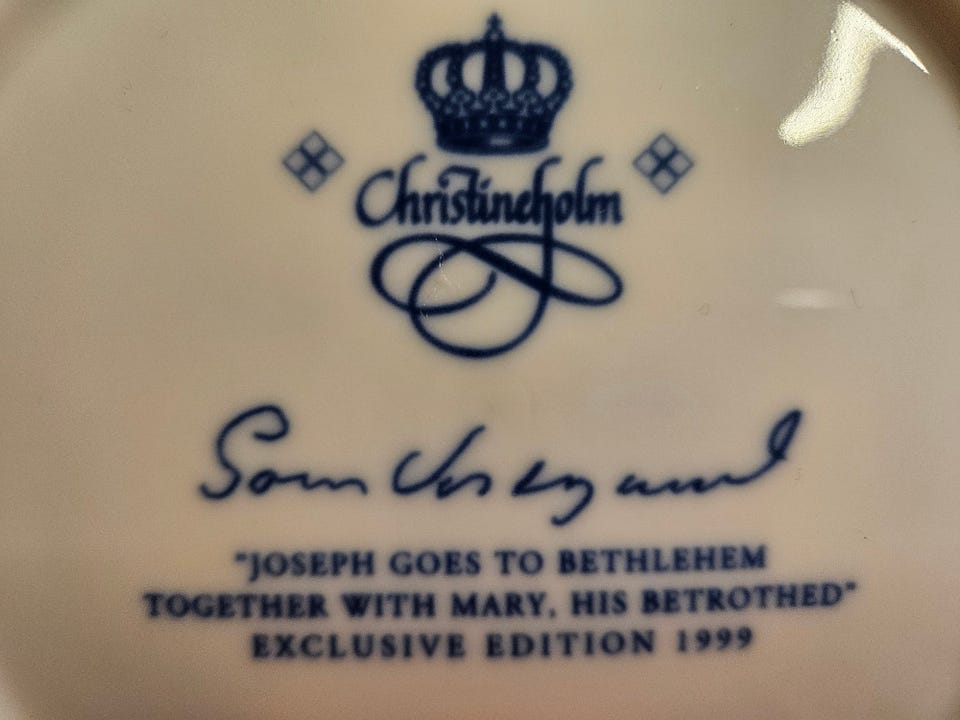 Christineholm
"JOSEPH GOES TO BETHLEHEM
TOGETHER WITH MARY, HIS BETROTHED"
EXCLUSIVE EDITION 1999